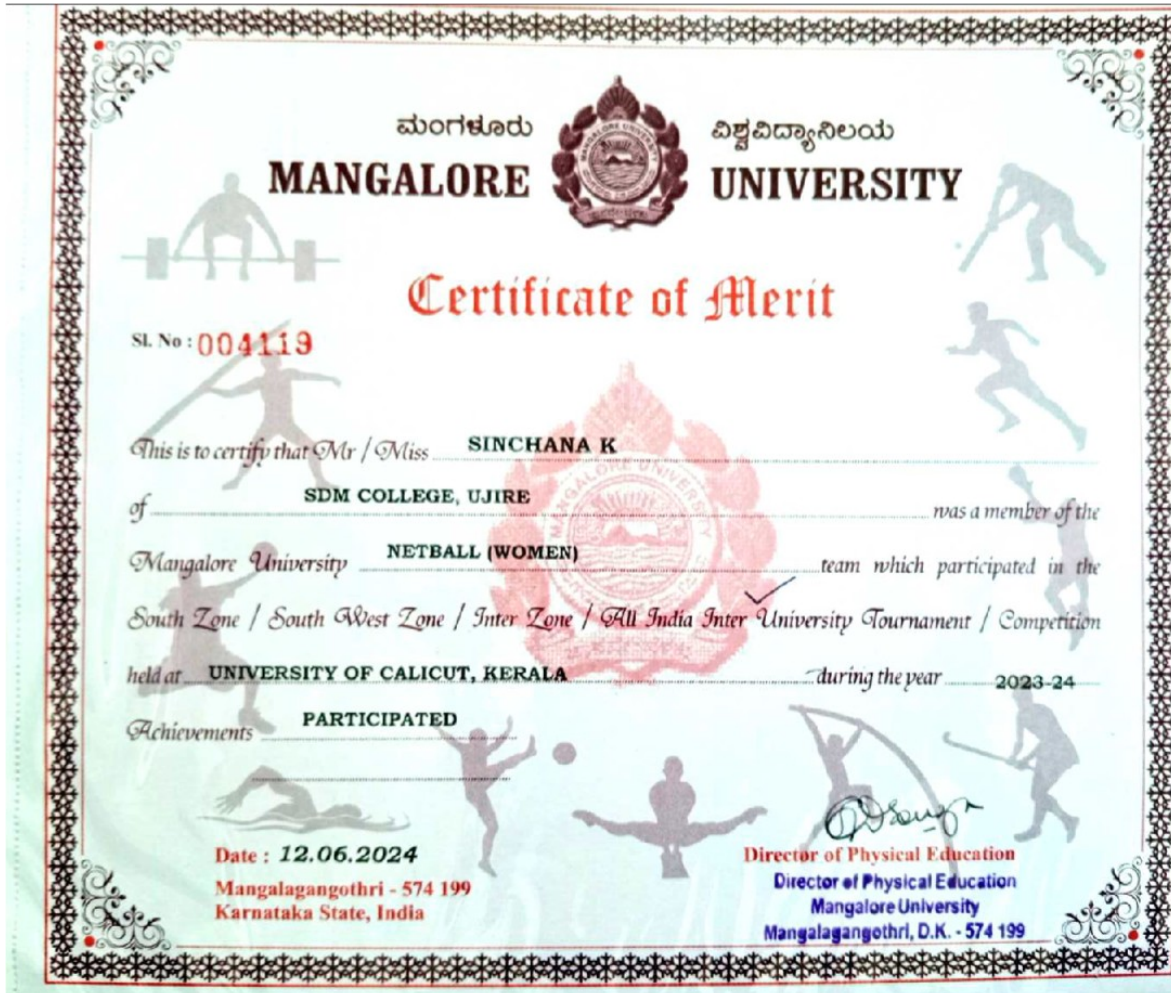 ಮಂಗಳೂರು ವಿಶ್ವವಿದ್ಯಾನಿಲಯ
MANGALORE UNIVERSITY
Certificate of Merit
Sl. No : 004119
This is to certify that Mr / Miss SINCHANA K
of SDM COLLEGE, UJIRE was a member of the
Mangalore University NETBALL (WOMEN) team which participated in the
South Zone / South West Zone / Inter Zone / All India Inter University Tournament / Competition
held at UNIVERSITY OF CALICUT, KERALA during the year 2023-24
Achievements PARTICIPATED
Date : 12.06.2024
Mangalagangothri - 574 199
Karnataka State, India
Director of Physical Education
Director of Physical Education
Mangalore University
Mangalagangothri, D.K. - 574 199
MANGALORE UNIVERSITY